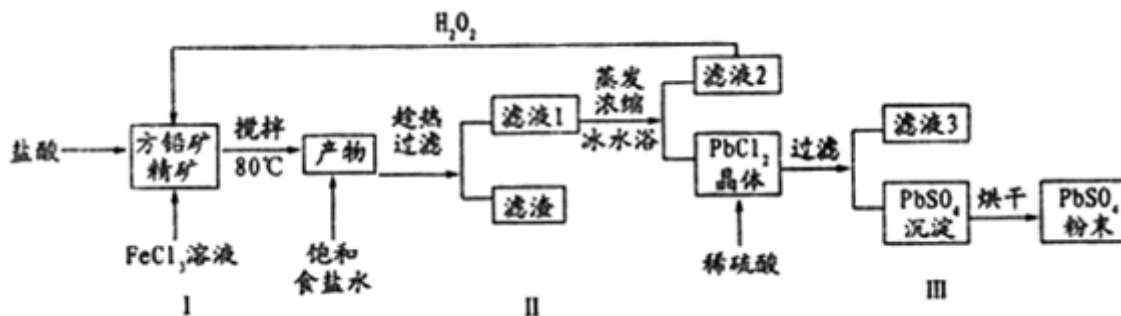 H₂O₂
盐酸
方铅矿
精矿
搅拌
80℃
产物
趁热
过滤
滤液1
滤渣
蒸发
浓缩
冰水浴
滤液2
PbCl₂
晶体
过滤
滤液3
PbSO₄
沉淀
烘干
PbSO₄
粉末
FeCl₃溶液
饱和
食盐水
稀硫酸
I
II
III